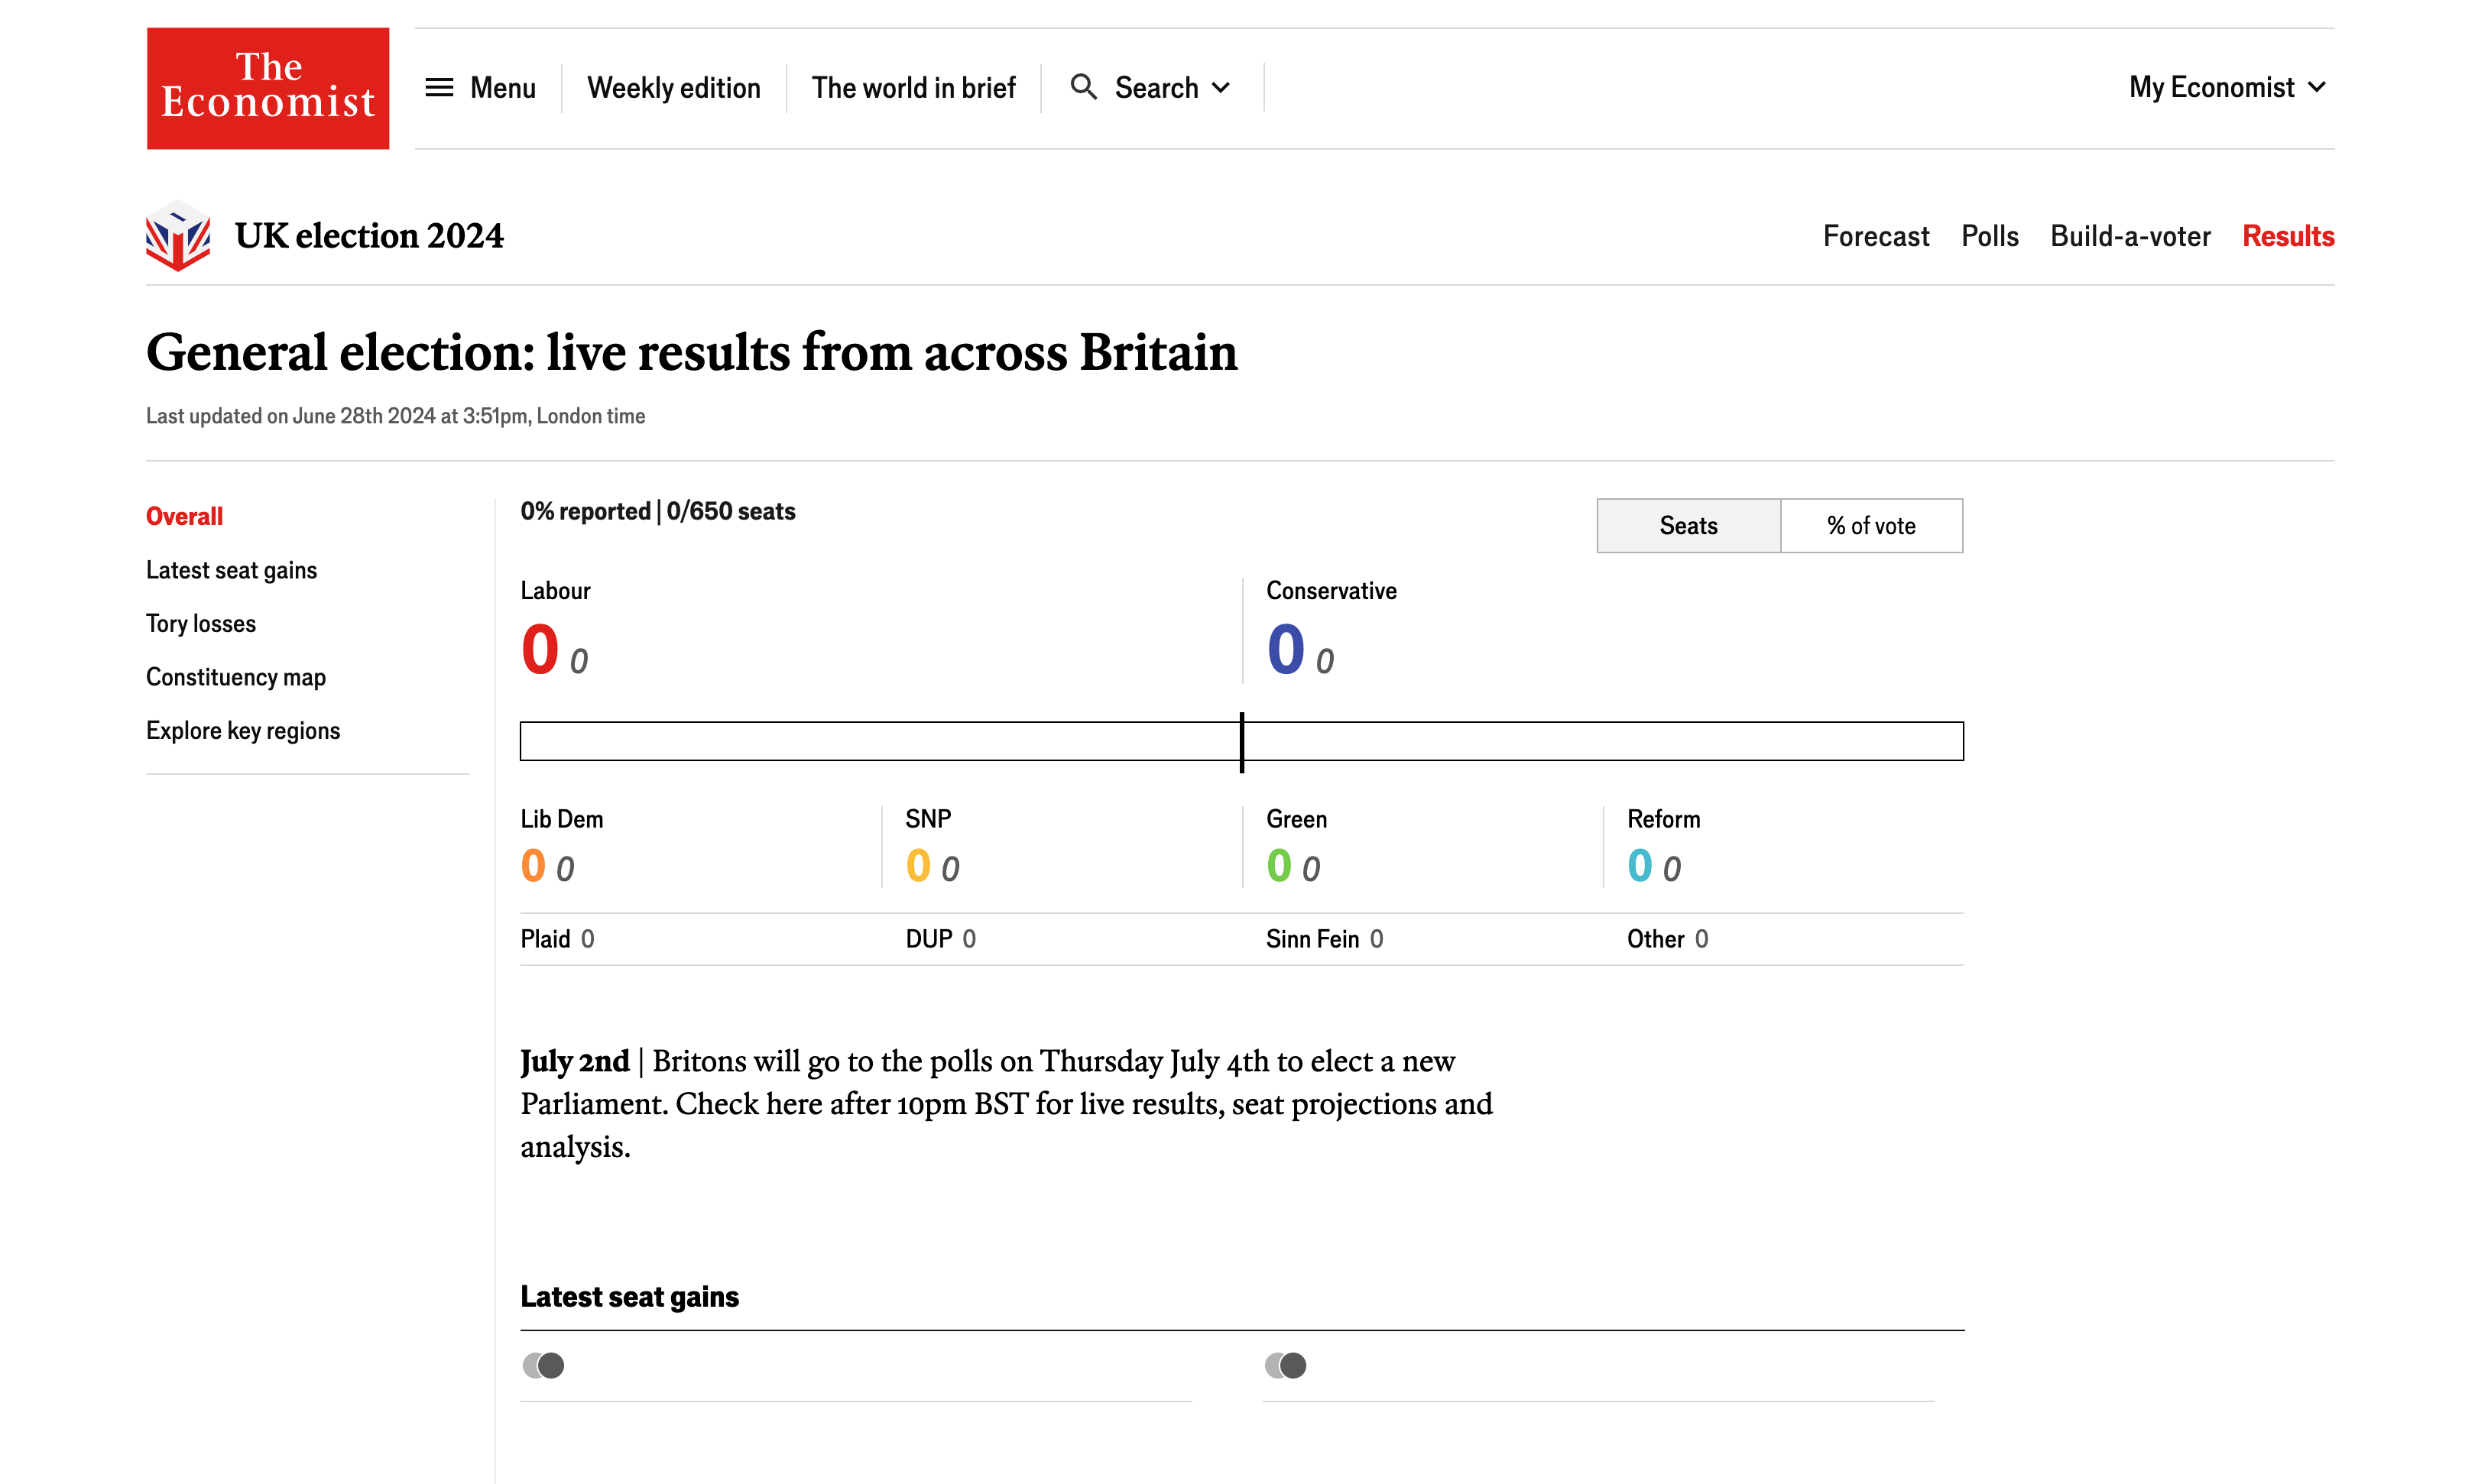 The
Economist
Menu
Weekly edition
The world in brief
Search
My Economist
UK election 2024
Forecast
Polls
Build-a-voter
Results
General election: live results from across Britain
Last updated on June 28th 2024 at 3:51pm, London time
Overall
Latest seat gains
Tory losses
Constituency map
Explore key regions
0% reported | 0/650 seats
Seats
% of vote
Labour
0 0
Conservative
0 0
Lib Dem
0 0
SNP
0 0
Green
0 0
Reform
0 0
Plaid 0
DUP 0
Sinn Fein 0
Other 0
July 2nd | Britons will go to the polls on Thursday July 4th to elect a new
Parliament. Check here after 10pm BST for live results, seat projections and
analysis.
Latest seat gains